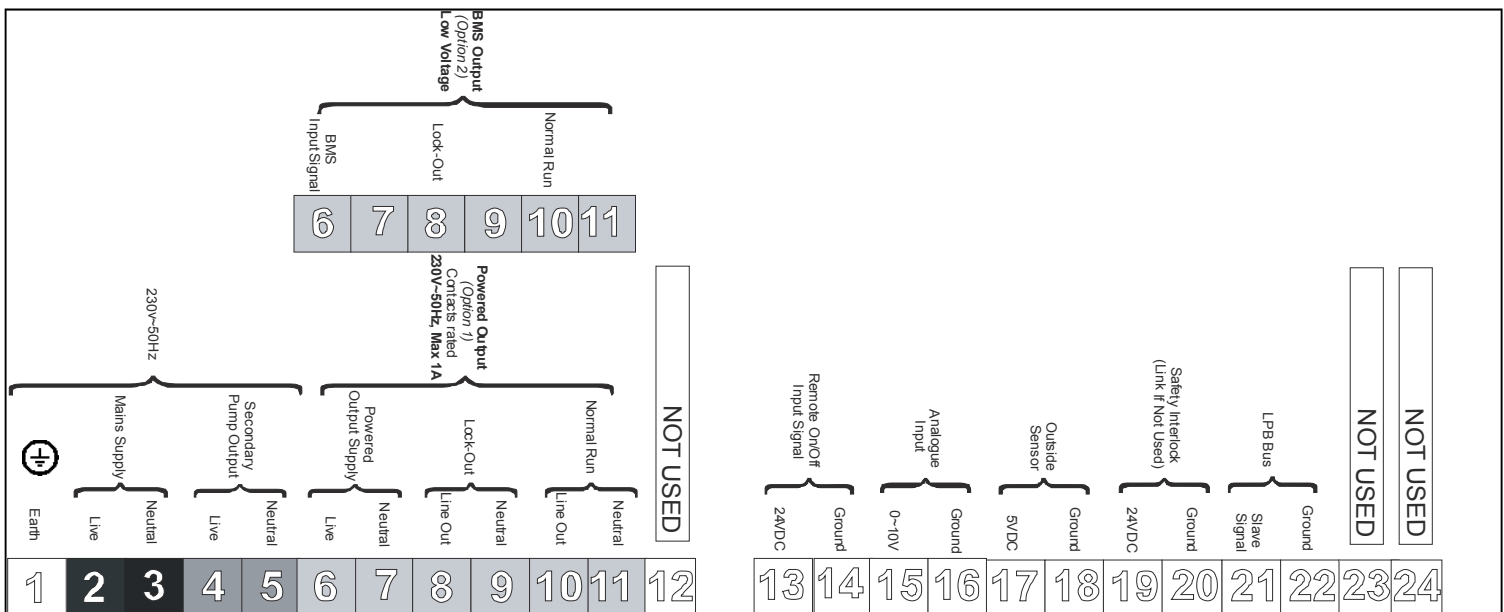 BMS Output
(Option 2)
Low Voltage
BMS
Input Signal
Lock-Out
Normal Run
6 7 8 9 10 11
Powered Output
(Option 1)
Contacts rated
230V~50Hz, Max 1A
230V~50Hz
Mains Supply
Secondary
Pump Output
Powered
Output Supply
Lock-Out
Normal Run
NOT USED
Earth
Live
Neutral
Live
Neutral
Live
Neutral
Line Out
Neutral
Line Out
Neutral
1 2 3 4 5 6 7 8 9 10 11 12
Remote On/Off
Input Signal
Analogue
Input
Outside
Sensor
Safety Interlock
(Link If Not Used)
LPB Bus
NOT USED
NOT USED
24VDC
Ground
0~10V
Ground
5VDC
Ground
24VDC
Ground
Slave
Signal
Ground
13 14 15 16 17 18 19 20 21 22 23 24